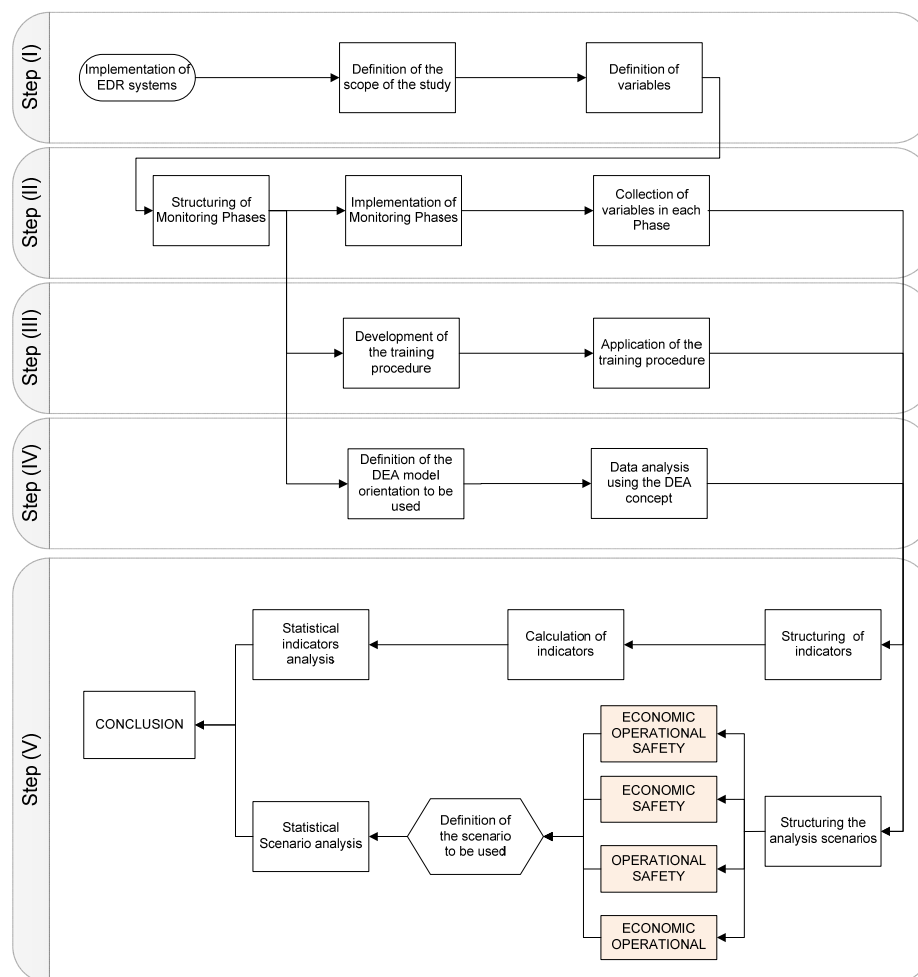 Step (I)
Implementation of
EDR systems
Definition of the
scope of the study
Definition of
variables
Step (II)
Structuring of
Monitoring Phases
Implementation of
Monitoring Phases
Collection of
variables in each
Phase
Step (III)
Development of
the training
procedure
Application of the
training procedure
Step (IV)
Definition of the
DEA model
orientation to be
used
Data analysis
using the DEA
concept
Step (V)
Statistical
indicators
analysis
Calculation of
indicators
Structuring of
indicators
CONCLUSION
ECONOMIC
OPERATIONAL
SAFETY
ECONOMIC
SAFETY
OPERATIONAL
SAFETY
ECONOMIC
OPERATIONAL
Statistical
Scenario analysis
Definition of
the scenario
to be used
Structuring the
analysis scenarios